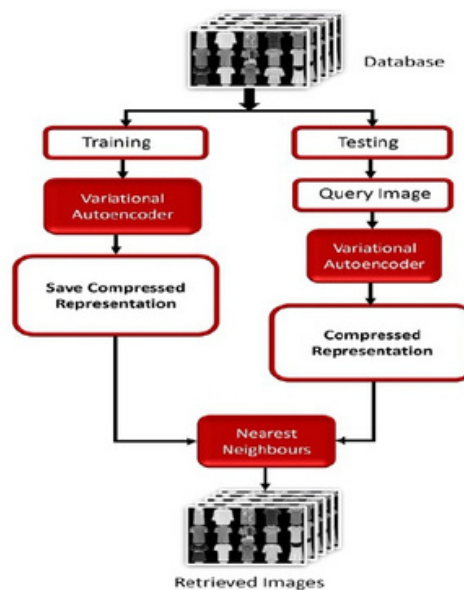 Database
Training
Testing
Variational
Autoencoder
Query Image
Save Compressed
Representation
Variational
Autoencoder
Compressed
Representation
Nearest
Neighbours
Retrieved Images